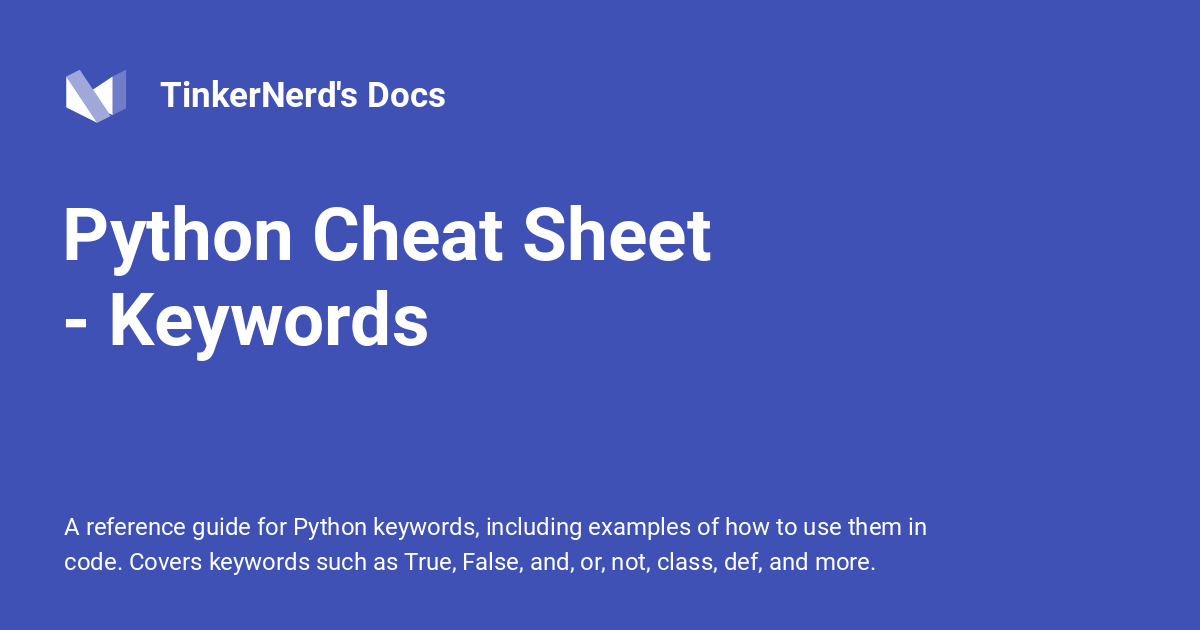 TinkerNerd's Docs
Python Cheat Sheet
- Keywords
A reference guide for Python keywords, including examples of how to use them in
code. Covers keywords such as True, False, and, or, not, class, def, and more.